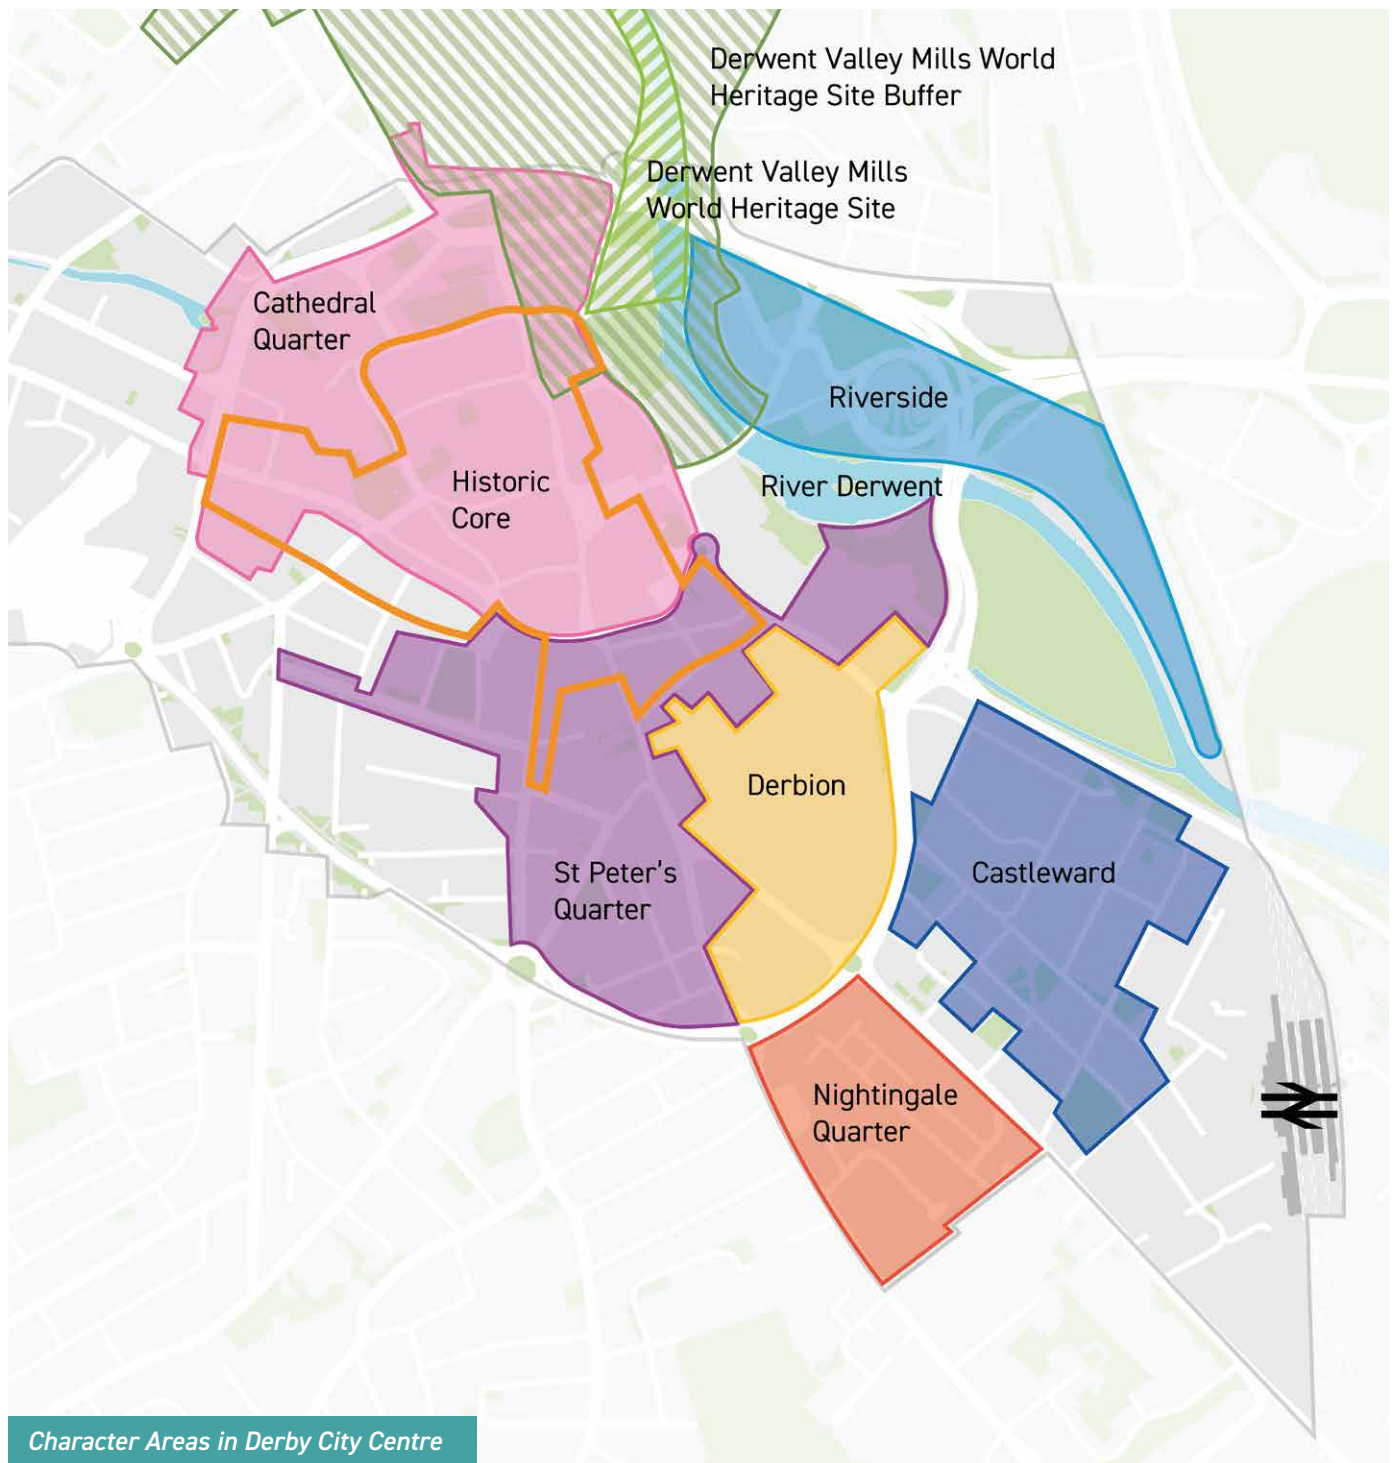 Derwent Valley Mills World
Heritage Site Buffer
Derwent Valley Mills
World Heritage Site
Cathedral
Quarter
Riverside
Historic
Core
River Derwent
Derbion
St Peter's
Quarter
Castleward
Nightingale
Quarter
Character Areas in Derby City Centre